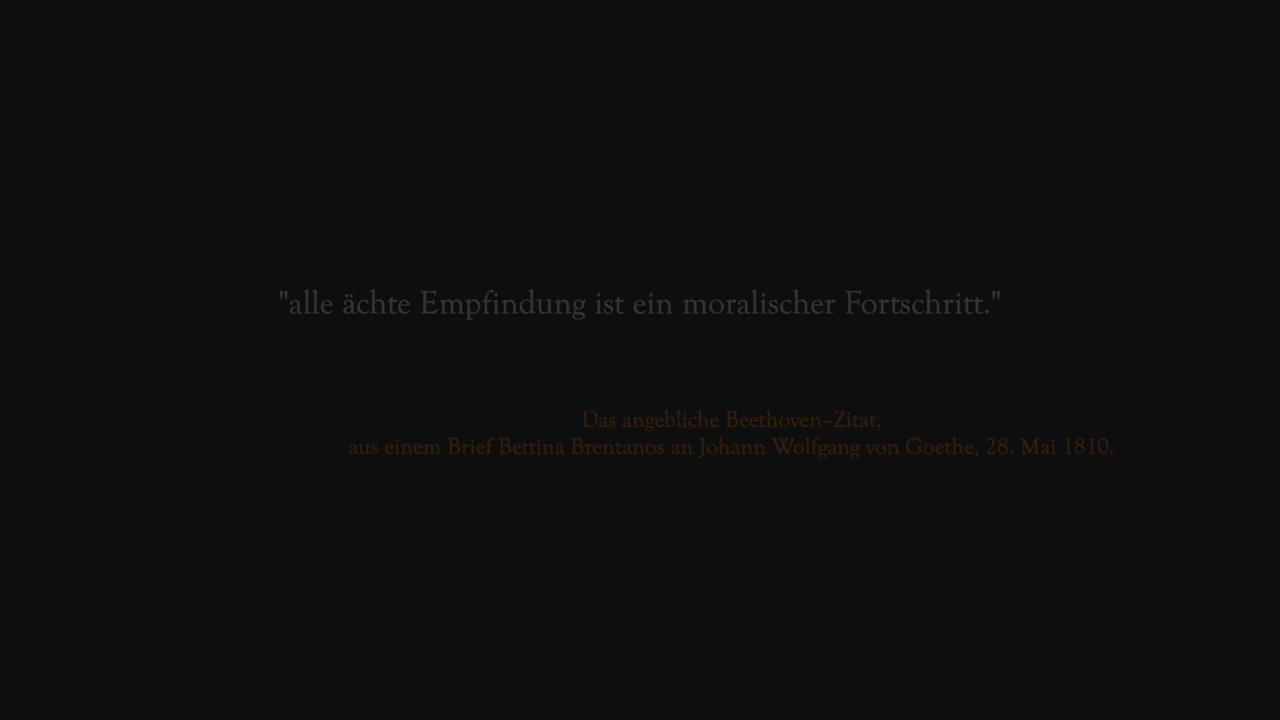 "alle ächte Empfindung ist ein moralischer Fortschritt."
Das angebliche Beethoven-Zitat,
aus einem Brief Bettina Brentanos an Johann Wolfgang von Goethe, 28. Mai 1810.